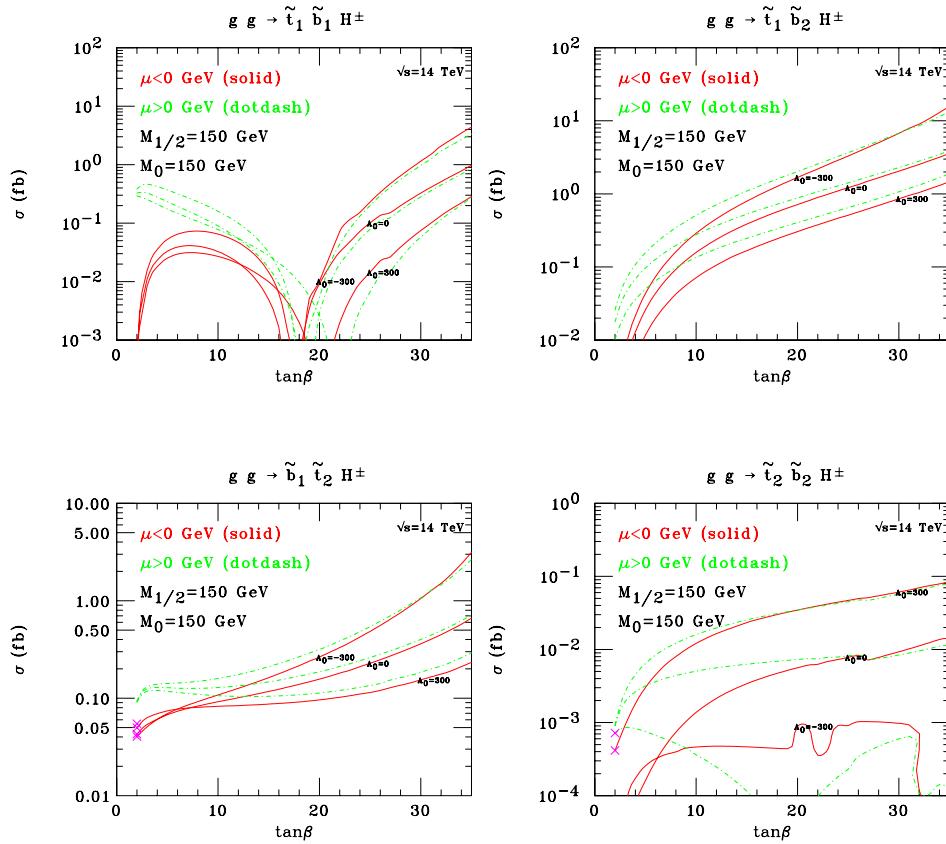 g g → t̃₁ b̃₁ H±
10²
10¹
10⁰
10⁻¹
10⁻²
10⁻³
σ (fb)
μ<0 GeV (solid)
μ>0 GeV (dotdash)
M₁/₂=150 GeV
M₀=150 GeV
√s=14 TeV
A₀=-300
A₀=0
A₀=300
0 10 20 30
tanβ
g g → t̃₁ b̃₂ H±
10²
10¹
10⁰
10⁻¹
10⁻²
σ (fb)
μ<0 GeV (solid)
μ>0 GeV (dotdash)
M₁/₂=150 GeV
M₀=150 GeV
√s=14 TeV
A₀=-300
A₀=0
A₀=300
0 10 20 30
tanβ
g g → b̃₁ t̃₂ H±
10.00
5.00
1.00
0.50
0.10
0.05
0.01
σ (fb)
μ<0 GeV (solid)
μ>0 GeV (dotdash)
M₁/₂=150 GeV
M₀=150 GeV
√s=14 TeV
A₀=-300
A₀=0
A₀=300
0 10 20 30
tanβ
g g → t̃₂ b̃₂ H±
10⁰
10⁻¹
10⁻²
10⁻³
10⁻⁴
σ (fb)
μ<0 GeV (solid)
μ>0 GeV (dotdash)
M₁/₂=150 GeV
M₀=150 GeV
√s=14 TeV
A₀=300
A₀=0
A₀=-300
0 10 20 30
tanβ